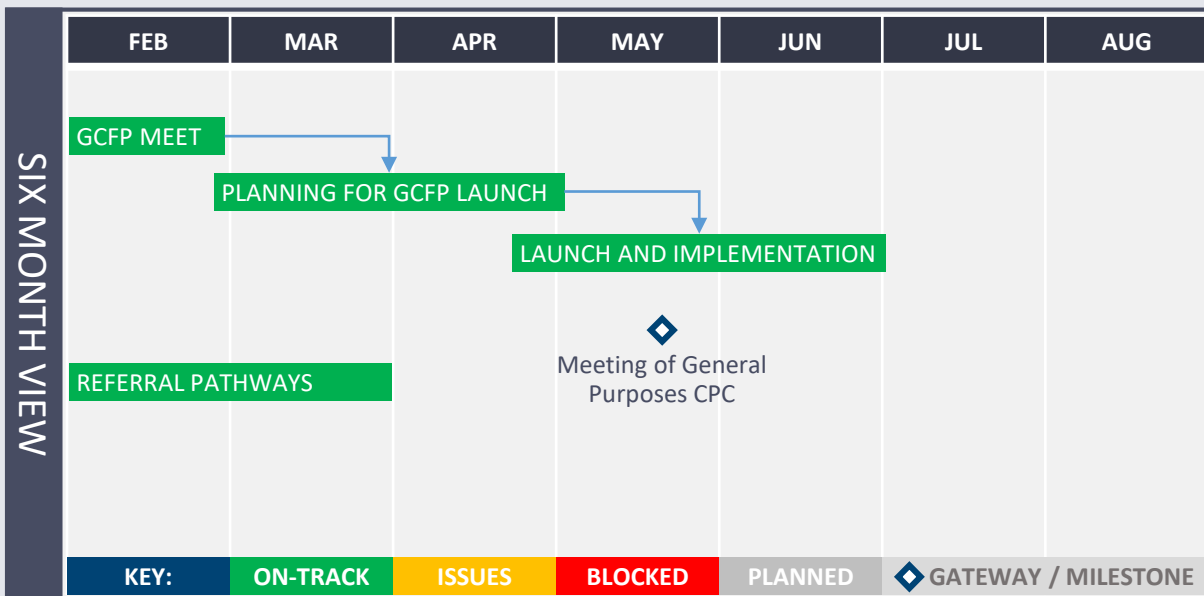 SIX MONTH VIEW
FEB MAR APR MAY JUN JUL AUG
GCFP MEET
PLANNING FOR GCFP LAUNCH
LAUNCH AND IMPLEMENTATION
Meeting of General
Purposes CPC
REFERRAL PATHWAYS
KEY: ON-TRACK ISSUES BLOCKED PLANNED GATEWAY / MILESTONE